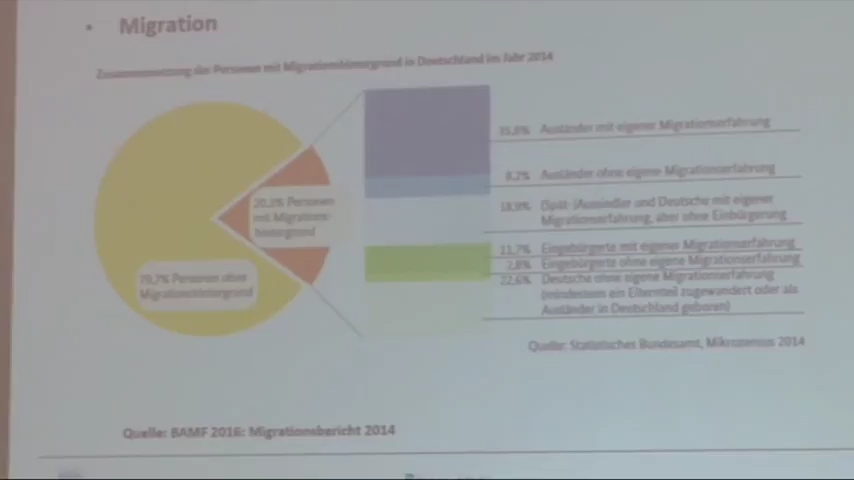 • Migration
Zusammensetzung der Personen mit Migrationshintergrund in Deutschland im Jahr 2014
35,8% Ausländer mit eigener Migrationserfahrung
8,2% Ausländer ohne eigene Migrationserfahrung
18,9% (Spät-)Aussiedler und Deutsche mit eigener
Migrationserfahrung, aber ohne Einbürgerung
11,7% Eingebürgerte mit eigener Migrationserfahrung
2,8% Eingebürgerte ohne eigene Migrationserfahrung
22,6% Deutsche ohne eigene Migrationserfahrung
(mindestens ein Elternteil zugewandert oder als
Ausländer in Deutschland geboren)
20,3% Personen
mit Migrations-
hintergrund
79,7% Personen ohne
Migrationshintergrund
Quelle: Statistisches Bundesamt, Mikrozensus 2014
Quelle: BAMF 2016: Migrationsbericht 2014